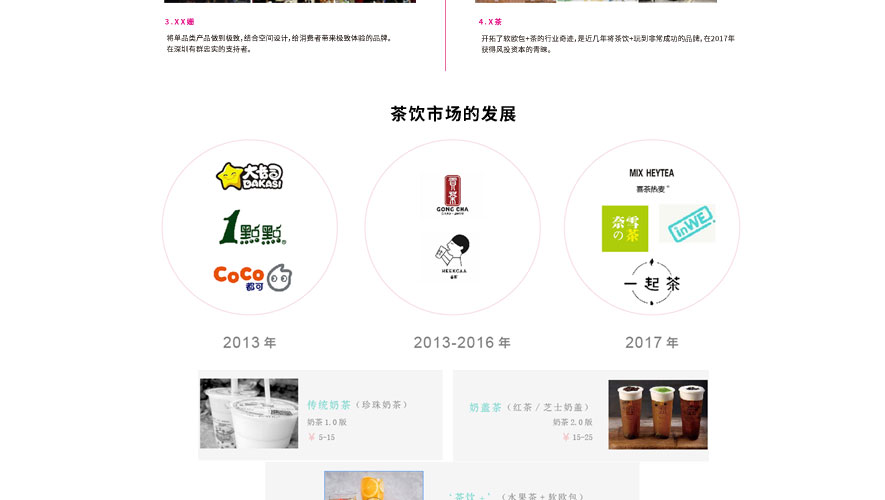 3.XX姗
将单品类产品做到极致,结合空间设计,给消费者带来极致体验的品牌。
在深圳有群忠实的支持者。
4.X茶
开拓了软欧包+茶的行业奇迹,是近几年将茶饮+玩到非常成功的品牌,在2017年
获得风投资本的青睐。
茶饮市场的发展
大卡司
DAKASI
1點點
CoCo
都可
貢茶
GONG CHA
HEEKCAA
喜茶
MIX HEYTEA
喜茶热麦
奈雪の茶
inWE
一起茶
2013 年
2013-2016 年
2017 年
传统奶茶(珍珠奶茶)
奶茶 1.0 版
¥ 5-15
奶盖茶(红茶/芝士奶盖)
奶茶 2.0 版
¥ 15-25
‘茶饮 +’(水果茶+软欧包)